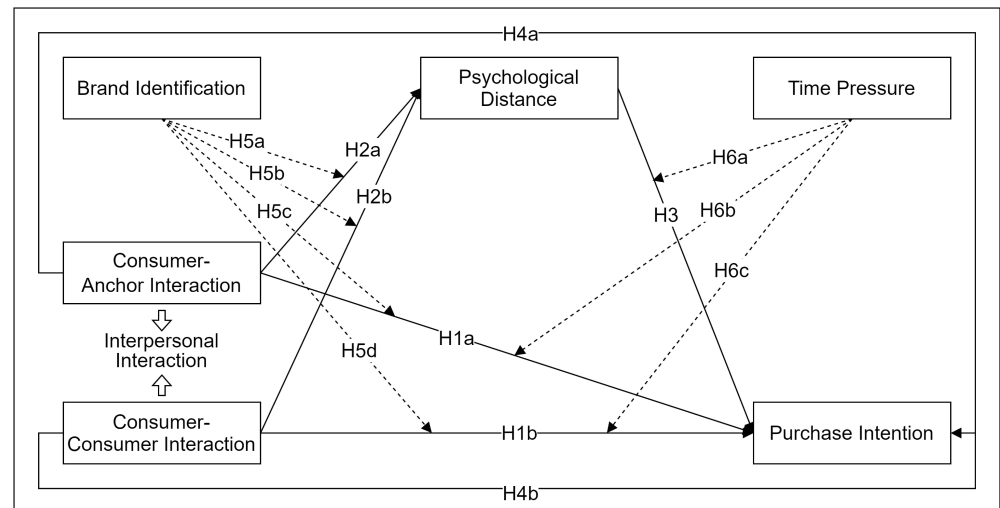 H4a
Brand Identification
Psychological
Distance
Time Pressure
H5a
H2a
H6a
H5b
H2b
H5c
H3
H6b
Consumer-
Anchor Interaction
H6c
Interpersonal
Interaction
H5d
H1a
Consumer-
Consumer Interaction
H1b
Purchase Intention
H4b